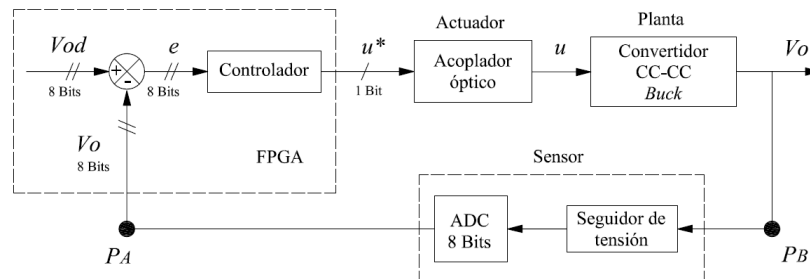 Actuador
Planta
Vod
8 Bits
+
-
e
8 Bits
Controlador
u*
1 Bit
Acoplador
óptico
u
Convertidor
CC-CC
Buck
Vo
Vo
8 Bits
FPGA
Sensor
ADC
8 Bits
Seguidor de
tensión
PA
PB